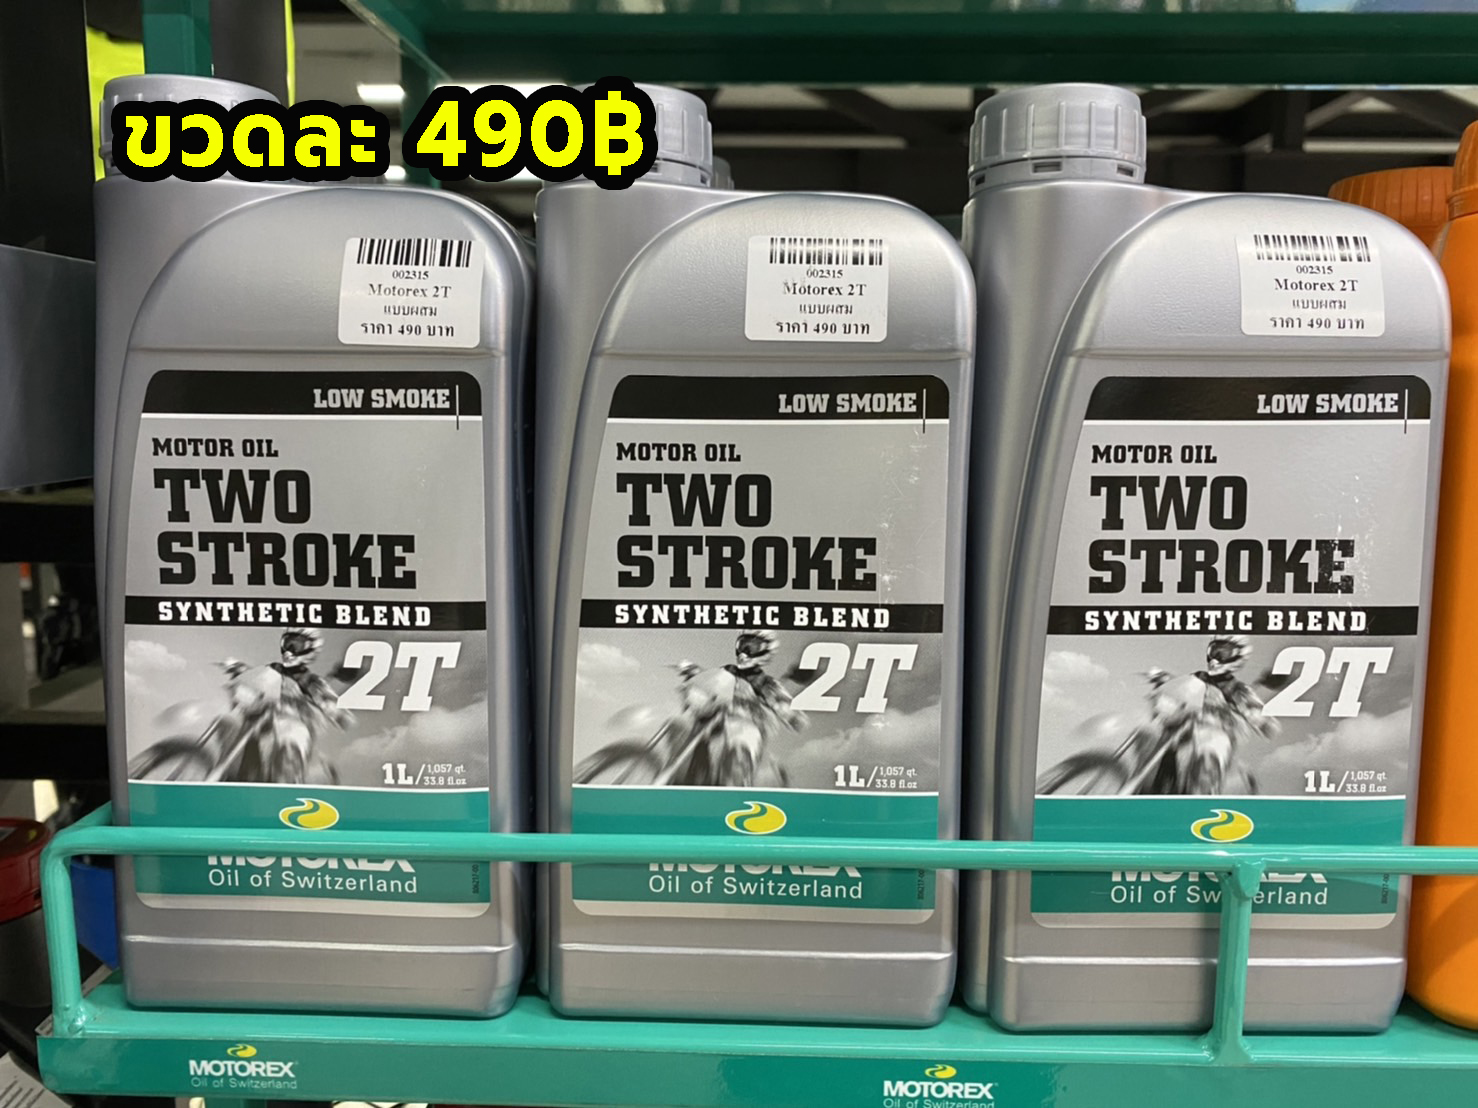 ขวดละ 490฿
002315
Motorex 2T
แบบผสม
ราคา 490 บาท
LOW SMOKE
MOTOR OIL
TWO
STROKE
SYNTHETIC BLEND
2T
1L/1,057 qt.
33.8 fl.oz
MOTOREX
Oil of Switzerland
002315
Motorex 2T
แบบผสม
ราคา 490 บาท
LOW SMOKE
MOTOR OIL
TWO
STROKE
SYNTHETIC BLEND
2T
1L/1,057 qt.
33.8 fl.oz
MOTOREX
Oil of Switzerland
002315
Motorex 2T
แบบผสม
ราคา 490 บาท
LOW SMOKE
MOTOR OIL
TWO
STROKE
SYNTHETIC BLEND
2T
1L/1,057 qt.
33.8 fl.oz
MOTOREX
Oil of Switzerland
MOTOREX
Oil of Switzerland
MOTOREX
Oil of Switzerland